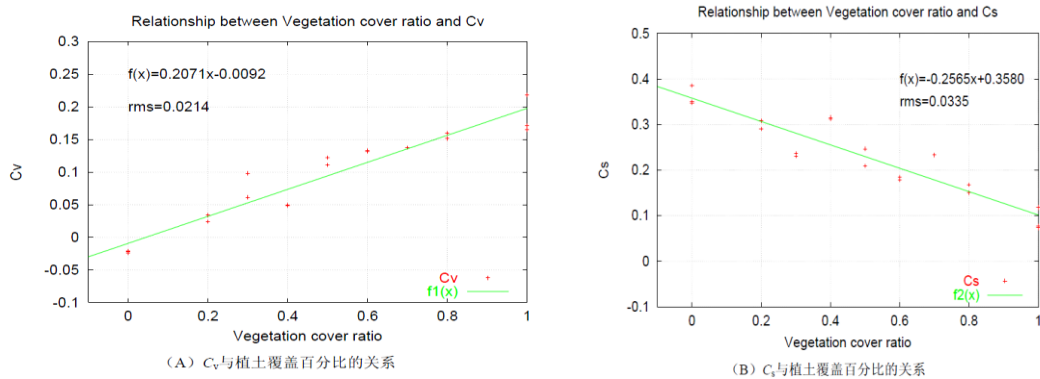 Relationship between Vegetation cover ratio and Cv
0.3
0.25
0.2
0.15
0.1
0.05
0
-0.05
-0.1
Cv
f(x)=0.2071x-0.0092
rms=0.0214
Cv
f1(x)
0 0.2 0.4 0.6 0.8 1
Vegetation cover ratio
（A）Cv与植土覆盖百分比的关系
Relationship between Vegetation cover ratio and Cs
0.5
0.4
0.3
0.2
0.1
0
-0.1
Cs
f(x)=-0.2565x+0.3580
rms=0.0335
Cs
f2(x)
0 0.2 0.4 0.6 0.8 1
Vegetation cover ratio
（B）Cs与植土覆盖百分比的关系